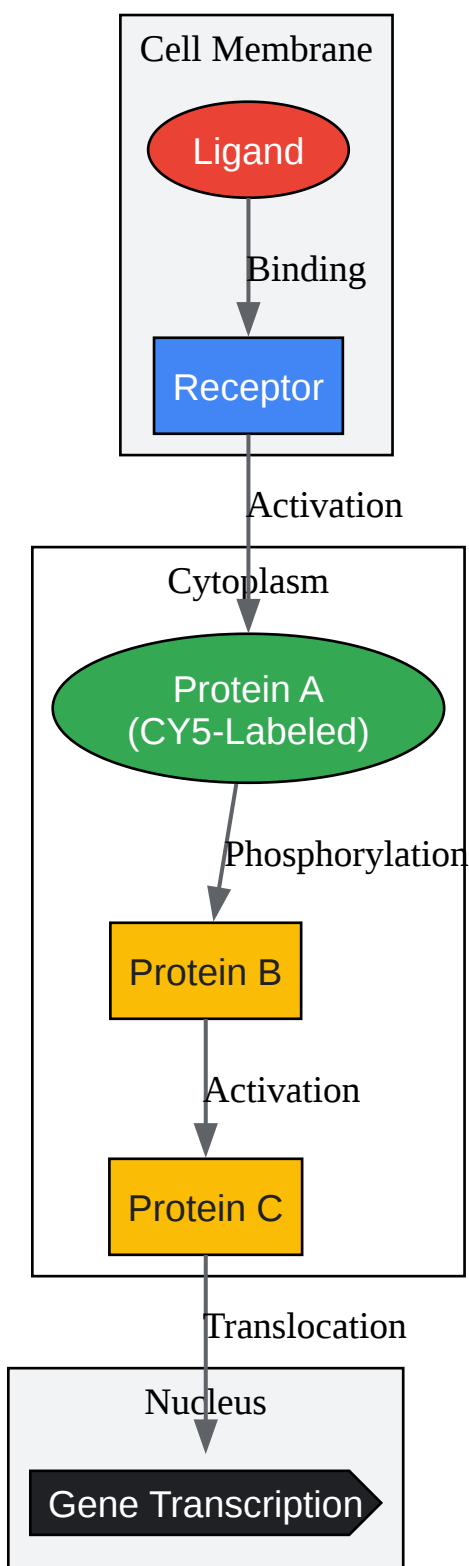 Cell Membrane
Ligand
Binding
Receptor
Activation
Cytoplasm
Protein A
(CY5-Labeled)
Phosphorylation
Protein B
Activation
Protein C
Translocation
Nucleus
Gene Transcription